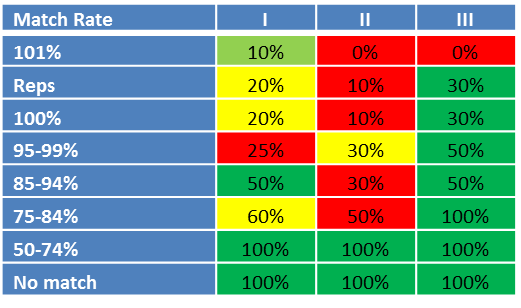 Match Rate I II III
101% 10% 0% 0%
Reps 20% 10% 30%
100% 20% 10% 30%
95-99% 25% 30% 50%
85-94% 50% 30% 50%
75-84% 60% 50% 100%
50-74% 100% 100% 100%
No match 100% 100% 100%